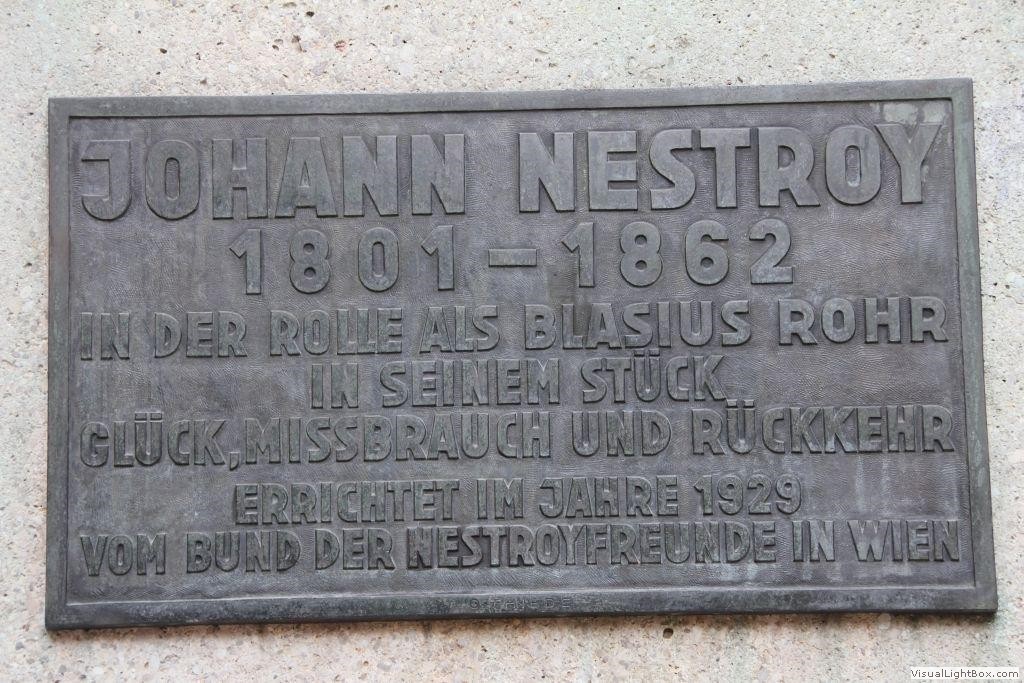 JOHANN NESTROY
1801 – 1862
IN DER ROLLE ALS BLASIUS ROHR
IN SEINEM STÜCK
GLÜCK, MISSBRAUCH UND RÜCKKEHR
ERRICHTET IM JAHRE 1929
VOM BUND DER NESTROYFREUNDE IN WIEN
VisualLightBox.com